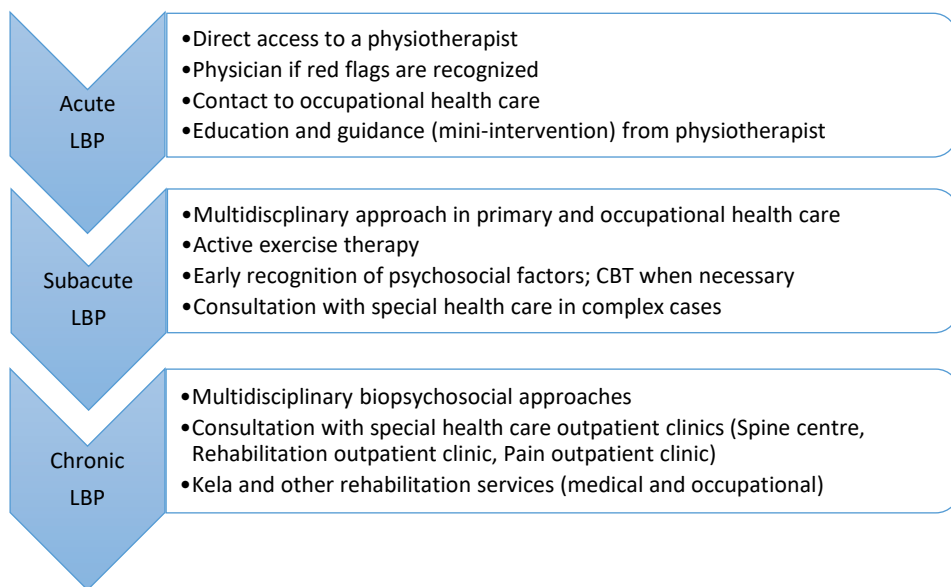 Acute
LBP
•Direct access to a physiotherapist
•Physician if red flags are recognized
•Contact to occupational health care
•Education and guidance (mini-intervention) from physiotherapist
Subacute
LBP
•Multidiscplinary approach in primary and occupational health care
•Active exercise therapy
•Early recognition of psychosocial factors; CBT when necessary
•Consultation with special health care in complex cases
Chronic
LBP
•Multidisciplinary biopsychosocial approaches
•Consultation with special health care outpatient clinics (Spine centre,
Rehabilitation outpatient clinic, Pain outpatient clinic)
•Kela and other rehabilitation services (medical and occupational)